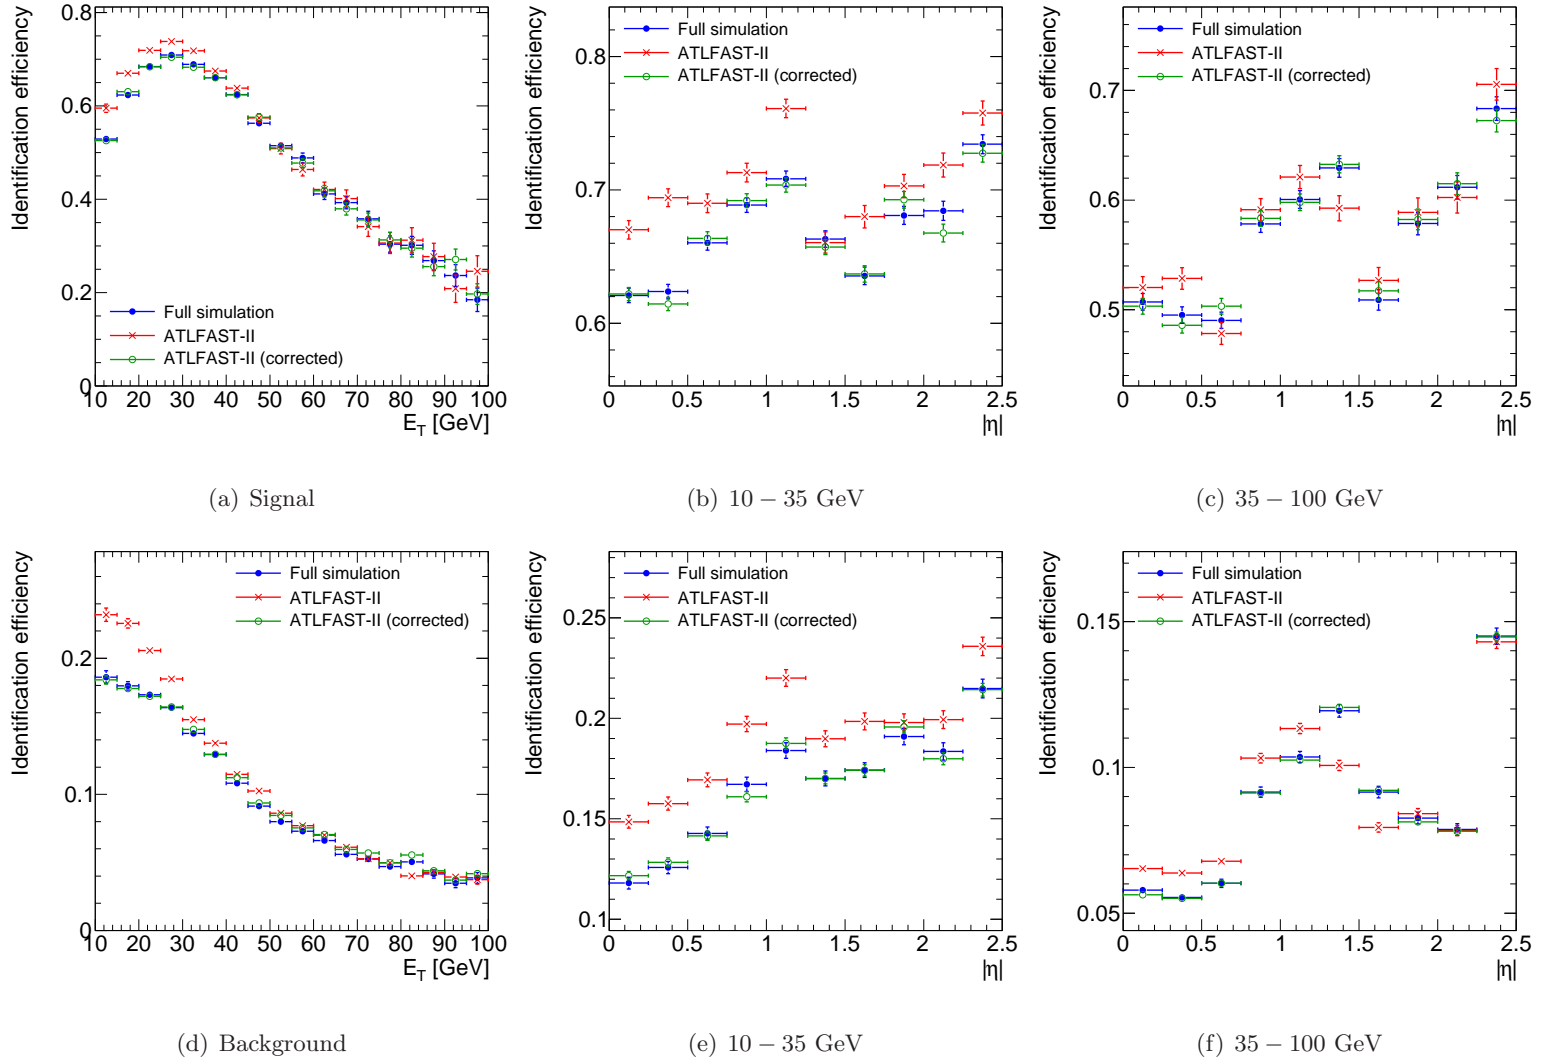 Identification efficiency
0.8
0.6
0.4
0.2
0
Full simulation
ATLFAST-II
ATLFAST-II (corrected)
10 20 30 40 50 60 70 80 90 100
E_T [GeV]
(a) Signal
Identification efficiency
0.8
0.7
0.6
Full simulation
ATLFAST-II
ATLFAST-II (corrected)
0 0.5 1 1.5 2 2.5
|η|
(b) 10 – 35 GeV
Identification efficiency
0.7
0.6
0.5
Full simulation
ATLFAST-II
ATLFAST-II (corrected)
0 0.5 1 1.5 2 2.5
|η|
(c) 35 – 100 GeV
Identification efficiency
0.2
0.1
0
Full simulation
ATLFAST-II
ATLFAST-II (corrected)
10 20 30 40 50 60 70 80 90 100
E_T [GeV]
(d) Background
Identification efficiency
0.25
0.2
0.15
0.1
Full simulation
ATLFAST-II
ATLFAST-II (corrected)
0 0.5 1 1.5 2 2.5
|η|
(e) 10 – 35 GeV
Identification efficiency
0.15
0.1
0.05
Full simulation
ATLFAST-II
ATLFAST-II (corrected)
0 0.5 1 1.5 2 2.5
|η|
(f) 35 – 100 GeV